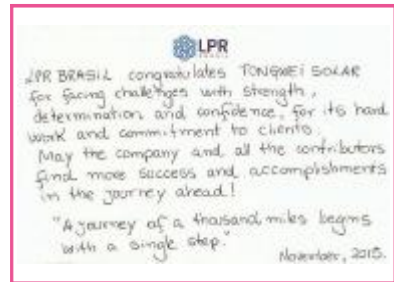 LPR
LPR BRASIL congratulates TONGWEI SOLAR
for facing challenges with strength,
determination and confidence, for its hard
work and commitment to clients.
May the company and all the contributors
find more success and accomplishments
in the journey ahead!
"A journey of a thousand miles begins
with a single step."
November, 2015.